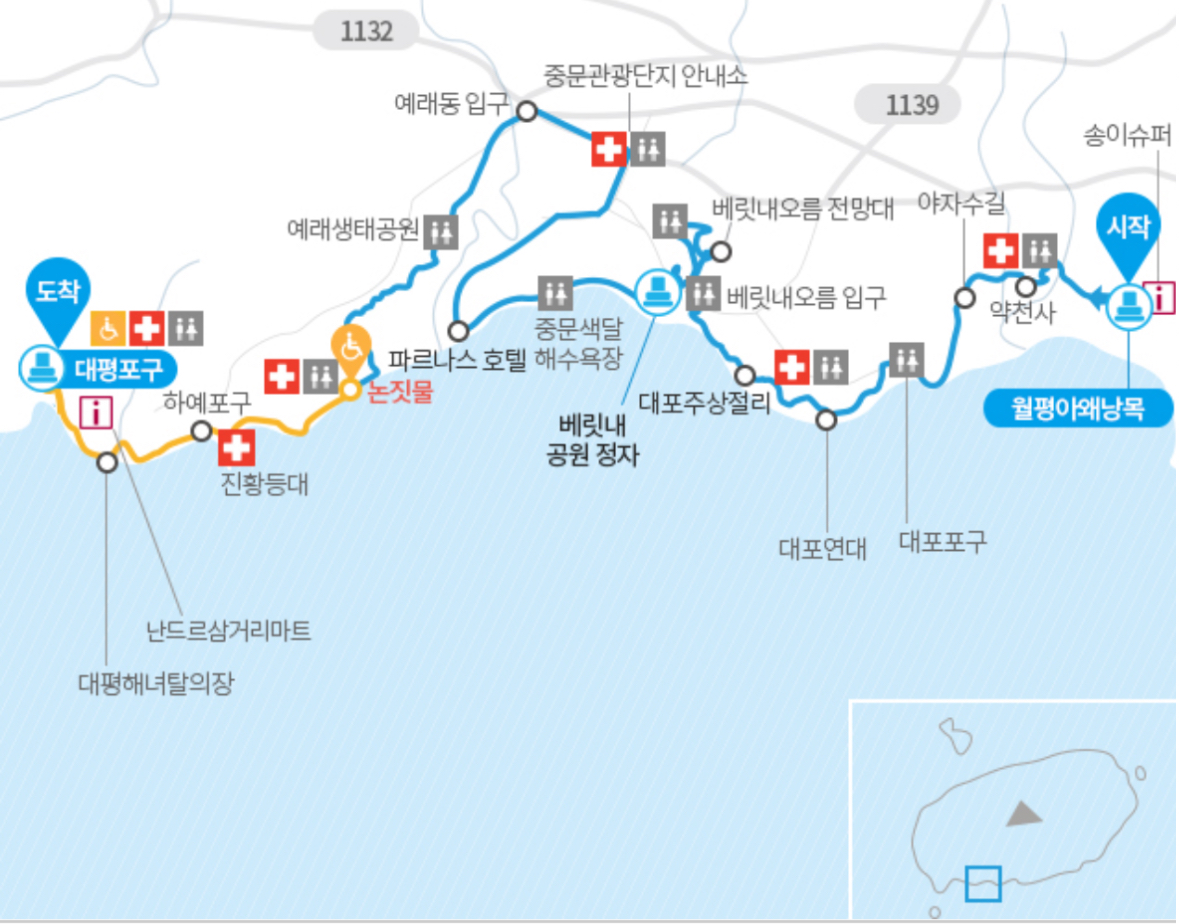 1132
중문관광단지 안내소
예래동 입구
1139
송이슈퍼
베릿내오름 전망대
야자수길
예래생태공원
시작
도착
베릿내오름 입구
약천사
중문색달
해수욕장
파르나스 호텔
대평포구
논짓물
하예포구
대포주상절리
월평아왜낭목
베릿내
공원 정자
진황등대
대포연대
대포포구
난드르삼거리마트
대평해녀탈의장